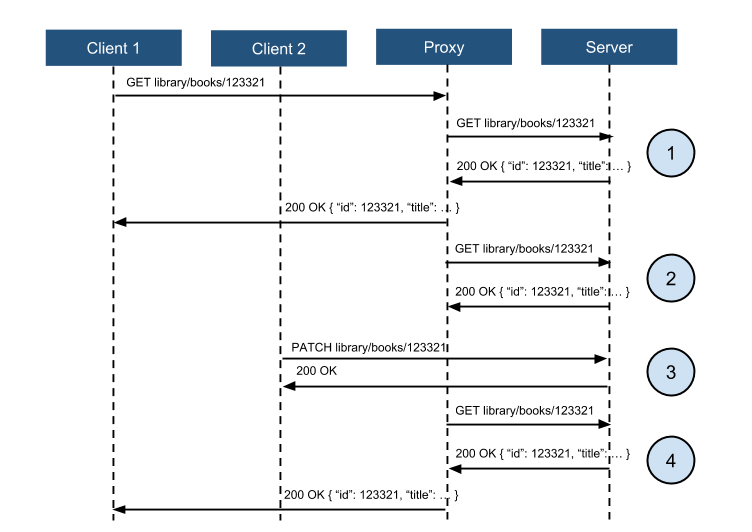 Client 1
Client 2
Proxy
Server
GET library/books/123321
GET library/books/123321
1
200 OK { “id”: 123321, “title”: … }
200 OK { “id”: 123321, “title”: … }
GET library/books/123321
2
200 OK { “id”: 123321, “title”: … }
PATCH library/books/123321
200 OK
3
GET library/books/123321
200 OK { “id”: 123321, “title”: … }
4
200 OK { “id”: 123321, “title”: … }